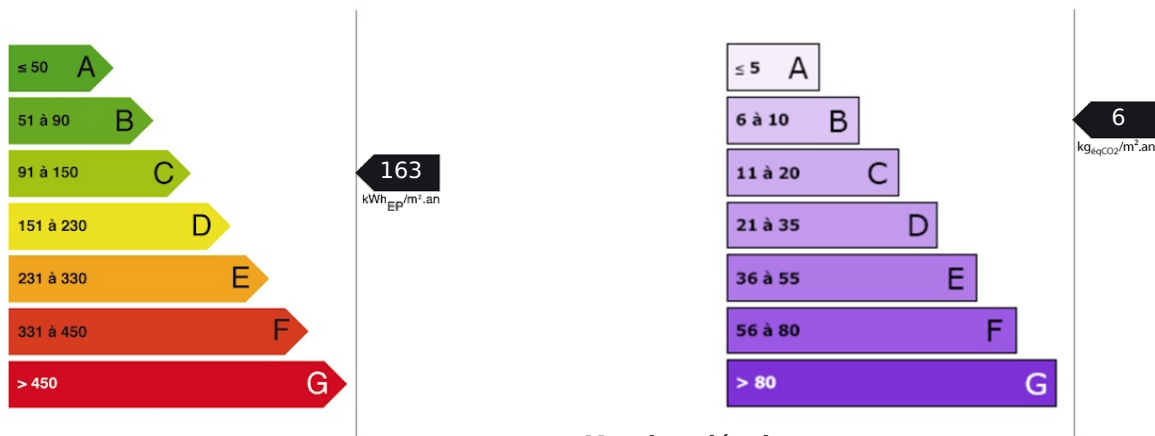 ≤ 50 A
51 à 90 B
91 à 150 C
151 à 230 D
231 à 330 E
331 à 450 F
> 450 G
163
kWhEP/m².an
≤ 5 A
6 à 10 B
11 à 20 C
21 à 35 D
36 à 55 E
56 à 80 F
> 80 G
6
kgéqCO2/m².an